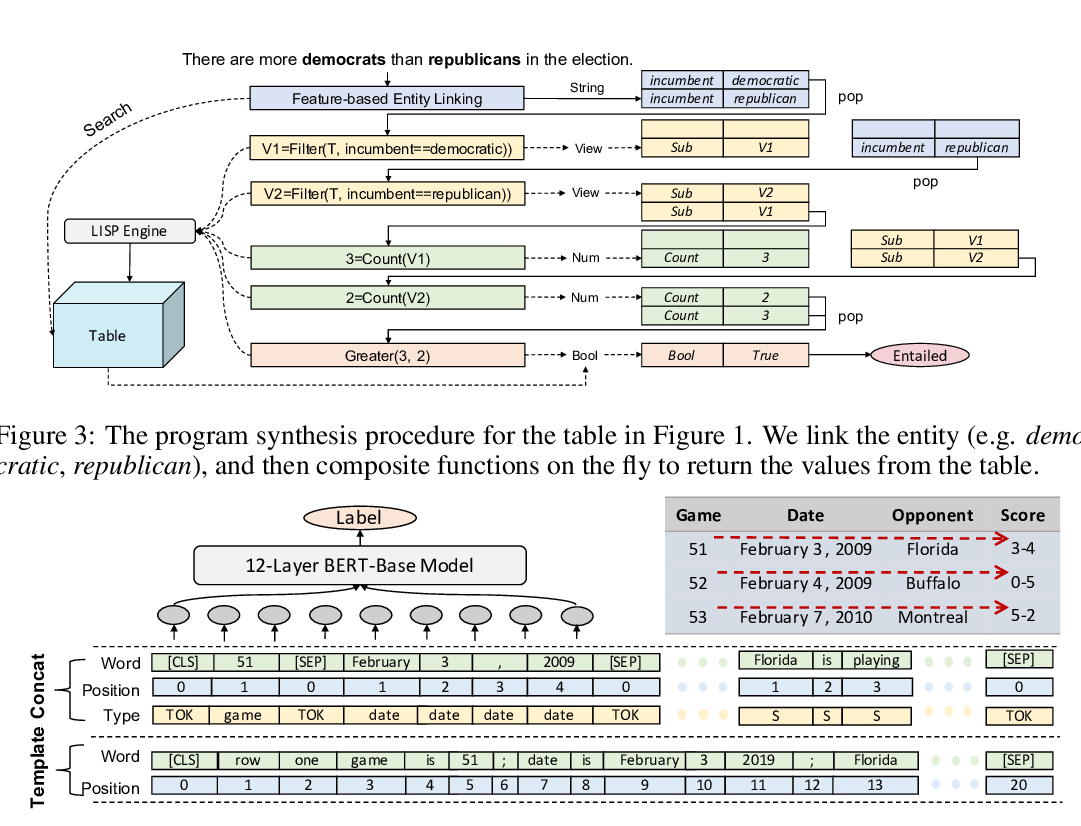 There are more democrats than republicans in the election.
Search
Feature-based Entity Linking
String
incumbent democratic
incumbent republican
pop
V1=Filter(T, incumbent==democratic))
View
Sub V1
incumbent republican
pop
V2=Filter(T, incumbent==republican))
View
Sub V2
Sub V1
LISP Engine
3=Count(V1)
Num
Count 3
Sub V1
Sub V2
2=Count(V2)
Num
Count 2
Count 3
pop
Table
Greater(3, 2)
Bool
Bool True
Entailed
Figure 3: The program synthesis procedure for the table in Figure 1. We link the entity (e.g. demo
cratic, republican), and then composite functions on the fly to return the values from the table.
Label
12-Layer BERT-Base Model
Game Date Opponent Score
51 February 3, 2009 Florida 3-4
52 February 4, 2009 Buffalo 0-5
53 February 7, 2010 Montreal 5-2
Template Concat
Word [CLS] 51 [SEP] February 3 , 2009 [SEP] Florida is playing [SEP]
Position 0 1 0 1 2 3 4 0 1 2 3 0
Type TOK game TOK date date date date TOK S S S TOK
Word [CLS] row one game is 51 ; date is February 3 2019 ; Florida [SEP]
Position 0 1 2 3 4 5 6 7 8 9 10 11 12 13 20